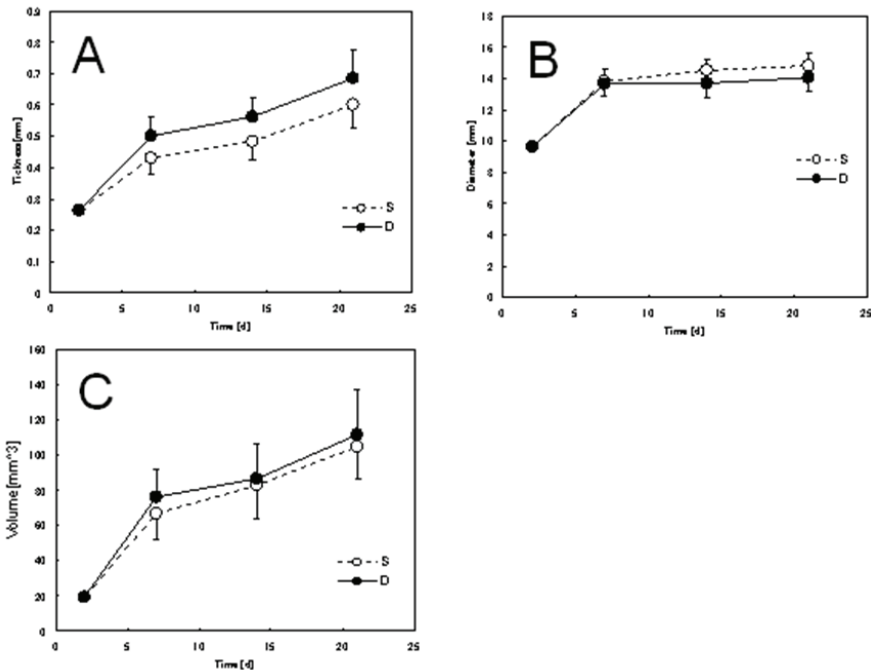 A
Tickness[mm]
0.9
0.8
0.7
0.6
0.5
0.4
0.3
0.2
0.1
0
S
D
0 5 10 15 20 25
Time [d]
B
Diameter [mm]
18
16
14
12
10
8
6
4
2
0
S
D
0 5 10 15 20 25
Time [d]
C
Volume[mm^3]
160
140
120
100
80
60
40
20
0
S
D
0 5 10 15 20 25
Time [d]